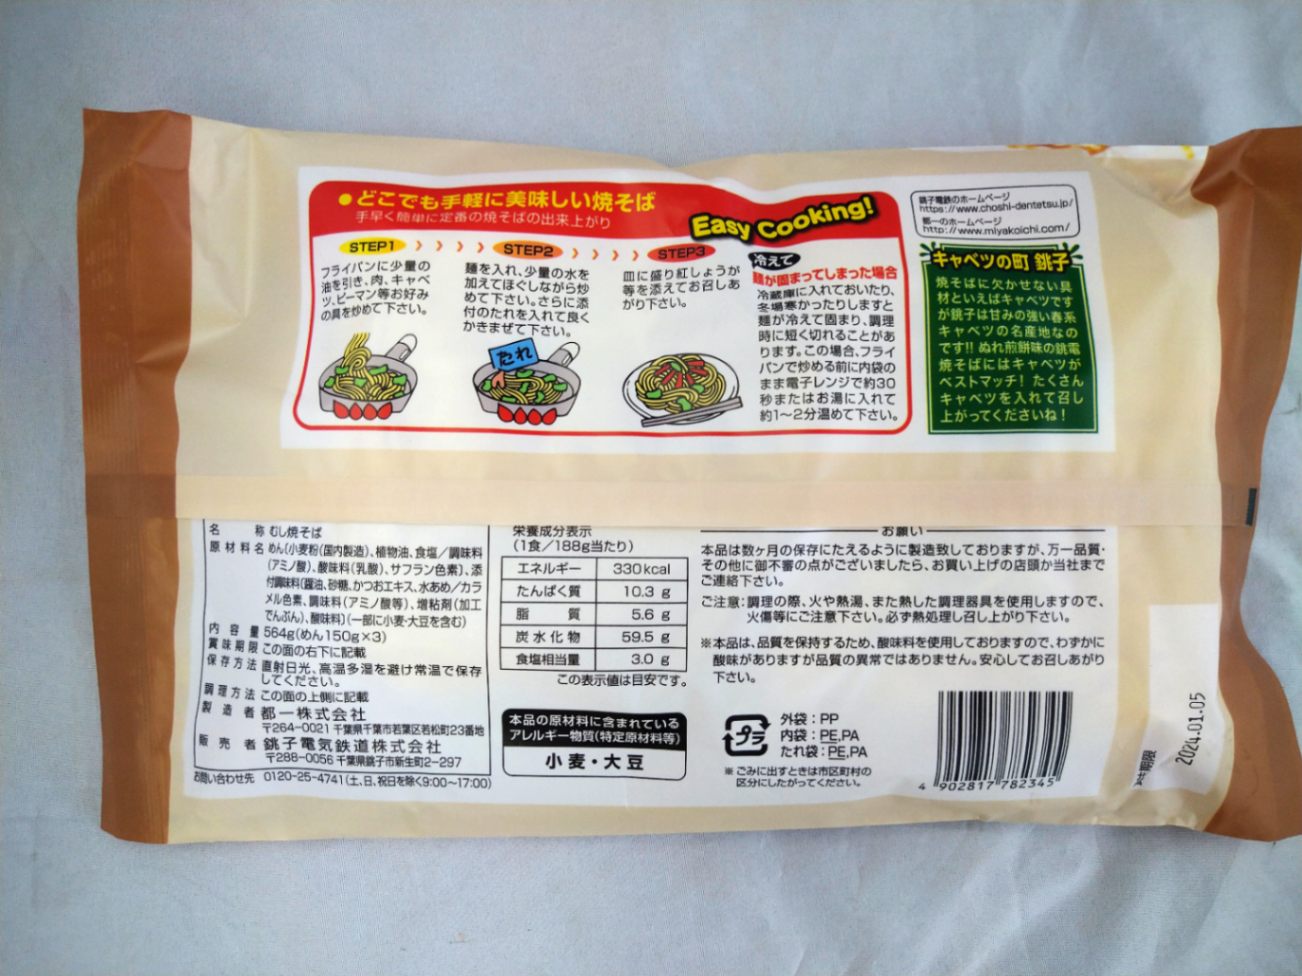 ●どこでも手軽に美味しい焼そば
手早く簡単に定番の焼そばの出来上がり
Easy Cooking!
STEP1
フライパンに少量の
油を引き、肉、キャベ
ツ、ピーマン等お好み
の具を炒めて下さい。
STEP2
麺を入れ、少量の水を
加えてほぐしながら炒
めて下さい。さらに添
付のたれを入れて良く
かきまぜて下さい。
たれ
STEP3
皿に盛り紅しょうが
等を添えてお召しあ
がり下さい。
冷えて
麺が固まってしまった場合
冷蔵庫に入れておいたり、
冬場寒かったりしますと
麺が冷えて固まり、調理
時に短く切れることがあ
ります。この場合、フライ
パンで炒める前に内袋の
まま電子レンジで約30
秒またはお湯に入れて
約1～2分温めて下さい。
銚子電鉄のホームページ
https://www.choshi-dentetsu.jp/
都一のホームページ
http://www.miyakoichi.com/
キャベツの町 銚子
焼そばに欠かせない具
材といえばキャベツです
が銚子は甘みの強い春系
キャベツの名産地なの
です!! ぬれ煎餅味の銚電
焼そばにはキャベツが
ベストマッチ! たくさん
キャベツを入れて召し
上がってくださいね!
名称 むし焼そば
原材料名 めん(小麦粉(国内製造)、植物油、食塩/調味料
(アミノ酸)、酸味料(乳酸)、サフラン色素)、添
付調味料(醤油、砂糖、かつおエキス、水あめ/カラ
メル色素、調味料(アミノ酸等)、増粘剤(加工
でんぷん)、酸味料)(一部に小麦・大豆を含む)
内容量 564g(めん150g×3)
賞味期限 この面の右下に記載
保存方法 直射日光、高温多湿を避け常温で保存
してください。
調理方法 この面の上側に記載
製造者 都一株式会社
〒264-0021 千葉県千葉市若葉区若松町23番地
販売者 銚子電気鉄道株式会社
〒288-0056 千葉県銚子市新生町2-297
お問い合わせ先 0120-25-4741(土、日、祝日を除く9:00～17:00)
栄養成分表示
(1食/188g当たり)
エネルギー 330kcal
たんぱく質 10.3 g
脂質 5.6 g
炭水化物 59.5 g
食塩相当量 3.0 g
この表示値は目安です。
本品の原材料に含まれている
アレルギー物質(特定原材料等)
小麦・大豆
お願い
本品は数ヶ月の保存にたえるように製造致しておりますが、万一品質・
その他に御不審の点がございましたら、お買い上げの店頭か当社まで
ご連絡下さい。
ご注意:調理の際、火や熱湯、また熱した調理器具を使用しますので、
火傷等にご注意下さい。必ず熱処理し召し上がり下さい。
※本品は、品質を保持するため、酸味料を使用しておりますので、わずかに
酸味がありますが品質の異常ではありません。安心してお召しあがり
下さい。
プラ
外袋:PP
内袋:PE,PA
たれ袋:PE,PA
※ごみに出すときは市区町村の
区分にしたがってください。
4 902817 782345
賞味期限
2024.01.05